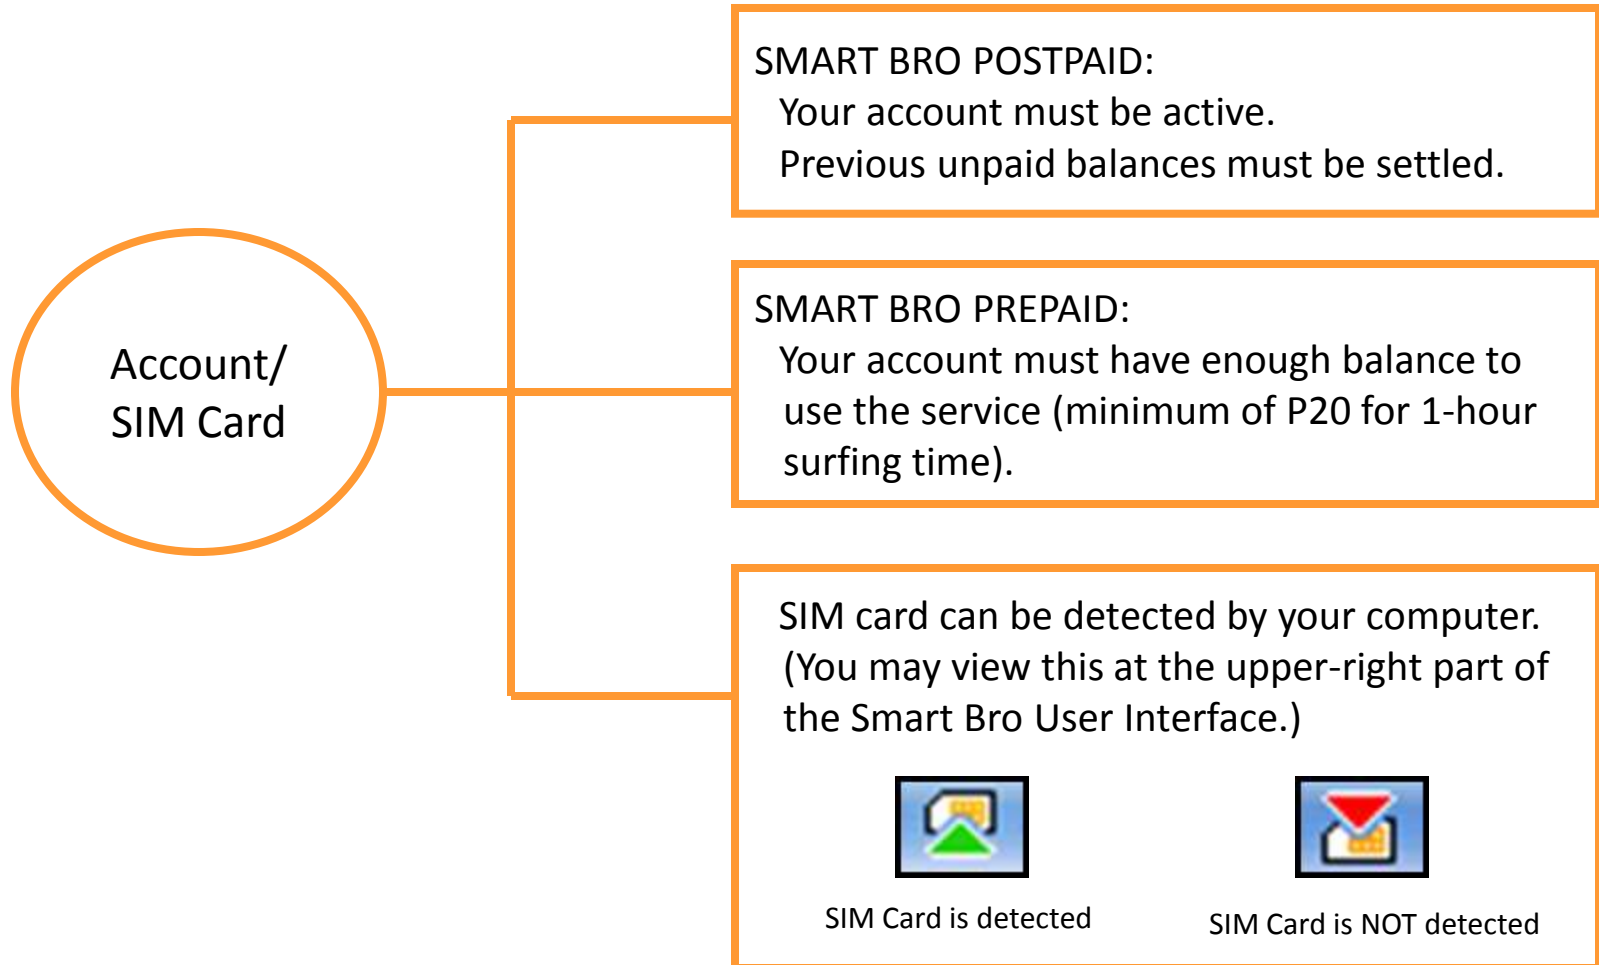 SMART BRO POSTPAID:
Your account must be active.
Previous unpaid balances must be settled.
Account/
SIM Card
SMART BRO PREPAID:
Your account must have enough balance to
use the service (minimum of P20 for 1-hour
surfing time).
SIM card can be detected by your computer.
(You may view this at the upper-right part of
the Smart Bro User Interface.)
SIM Card is detected
SIM Card is NOT detected